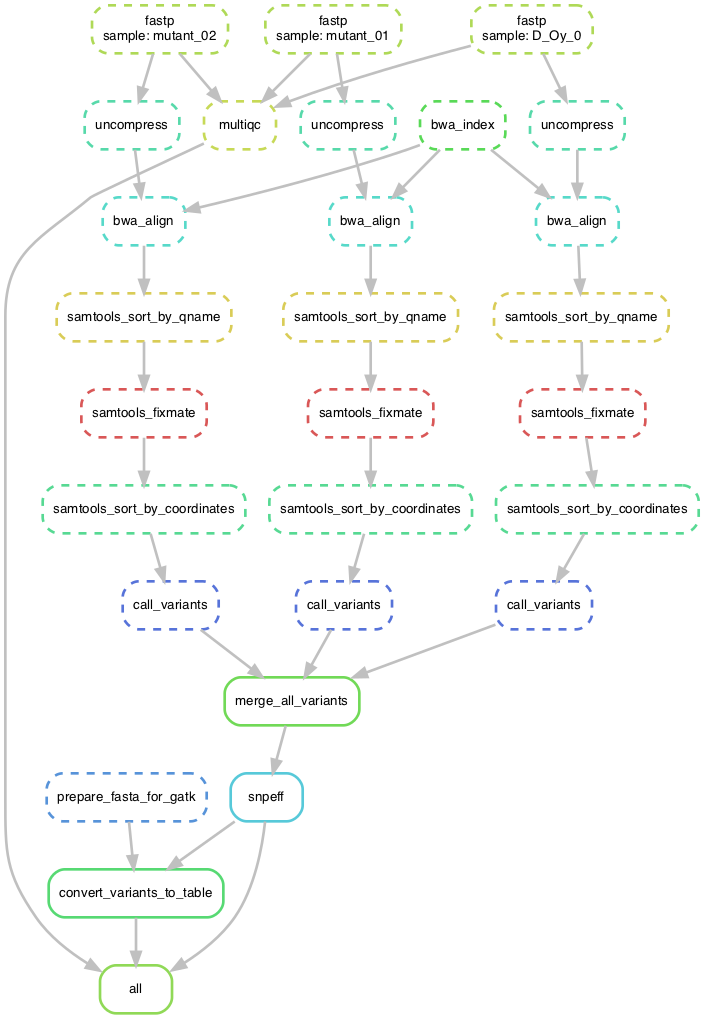 fastp
sample: mutant_02
fastp
sample: mutant_01
fastp
sample: D_Oy_0
uncompress
multiqc
uncompress
bwa_index
uncompress
bwa_align
bwa_align
bwa_align
samtools_sort_by_qname
samtools_sort_by_qname
samtools_sort_by_qname
samtools_fixmate
samtools_fixmate
samtools_fixmate
samtools_sort_by_coordinates
samtools_sort_by_coordinates
samtools_sort_by_coordinates
call_variants
call_variants
call_variants
merge_all_variants
prepare_fasta_for_gatk
snpeff
convert_variants_to_table
all